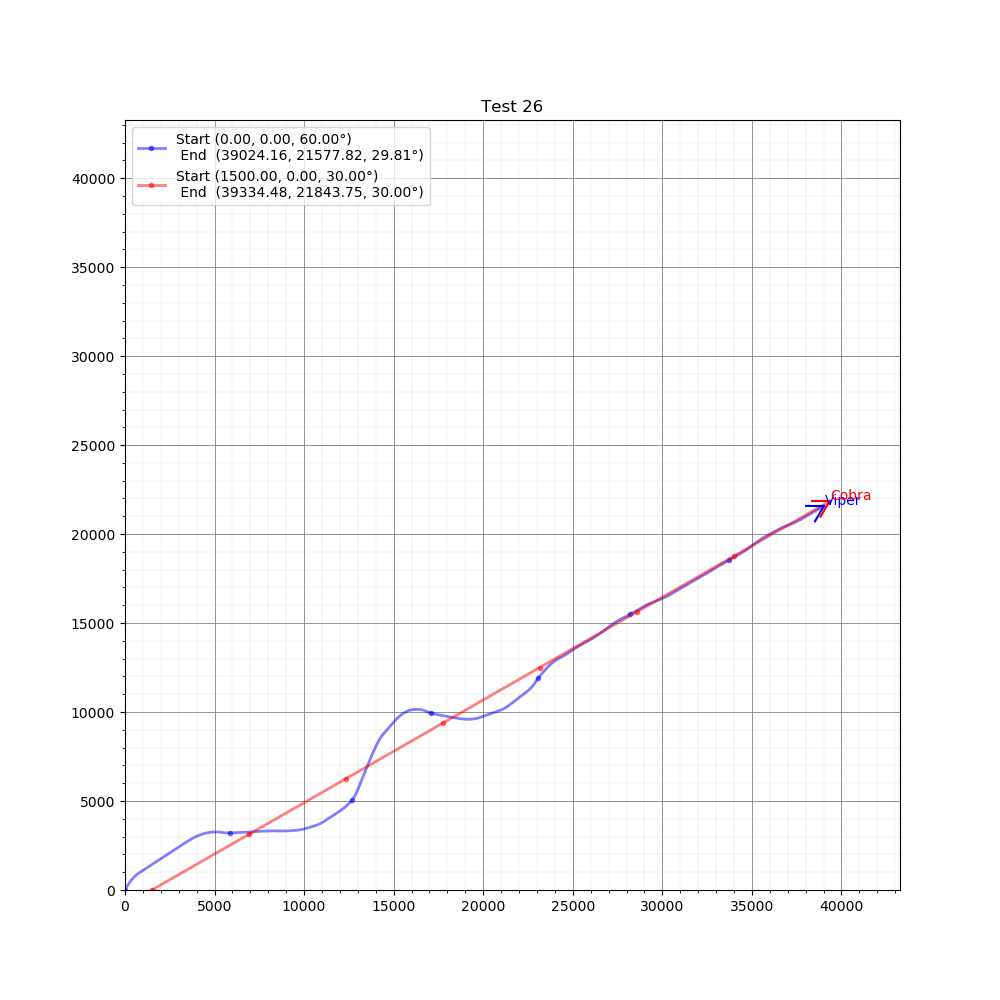 Test 26
Start (0.00, 0.00, 60.00°)
End (39024.16, 21577.82, 29.81°)
Start (1500.00, 0.00, 30.00°)
End (39334.48, 21843.75, 30.00°)
40000
35000
30000
25000
20000
15000
10000
5000
0
Cobra
Viper
0 5000 10000 15000 20000 25000 30000 35000 40000